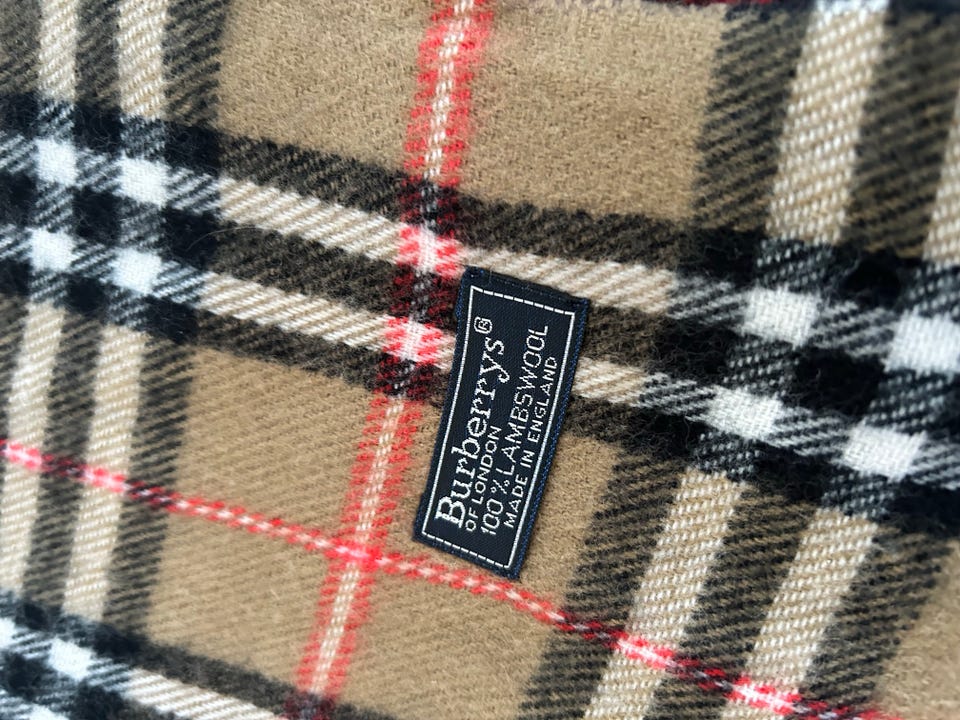 Burberrys®
OF LONDON
100% LAMBSWOOL
MADE IN ENGLAND